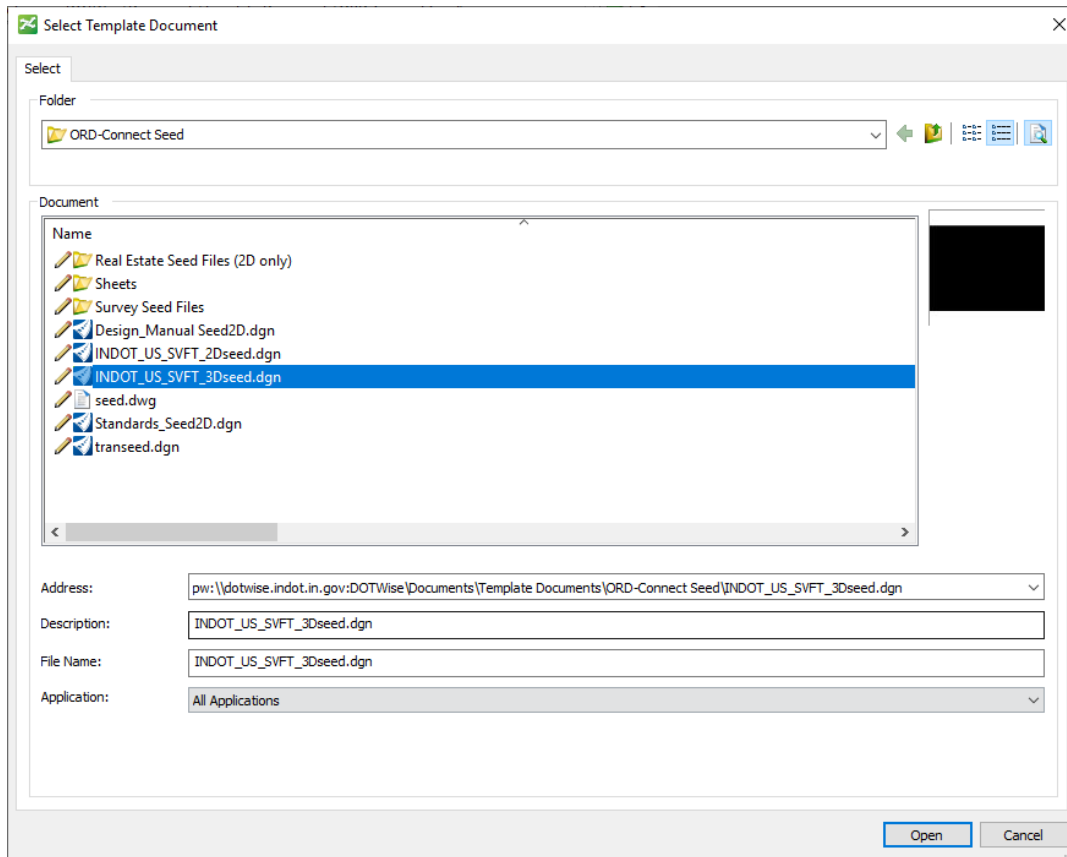 Select Template Document
Select
Folder
ORD-Connect Seed
Document
Name
Real Estate Seed Files (2D only)
Sheets
Survey Seed Files
Design_Manual Seed2D.dgn
INDOT_US_SVFT_2Dseed.dgn
INDOT_US_SVFT_3Dseed.dgn
seed.dwg
Standards_Seed2D.dgn
transeed.dgn
Address: pw:\\dotwise.indot.in.gov:DOTWise\Documents\Template Documents\ORD-Connect Seed\INDOT_US_SVFT_3Dseed.dgn
Description: INDOT_US_SVFT_3Dseed.dgn
File Name: INDOT_US_SVFT_3Dseed.dgn
Application: All Applications
Open Cancel